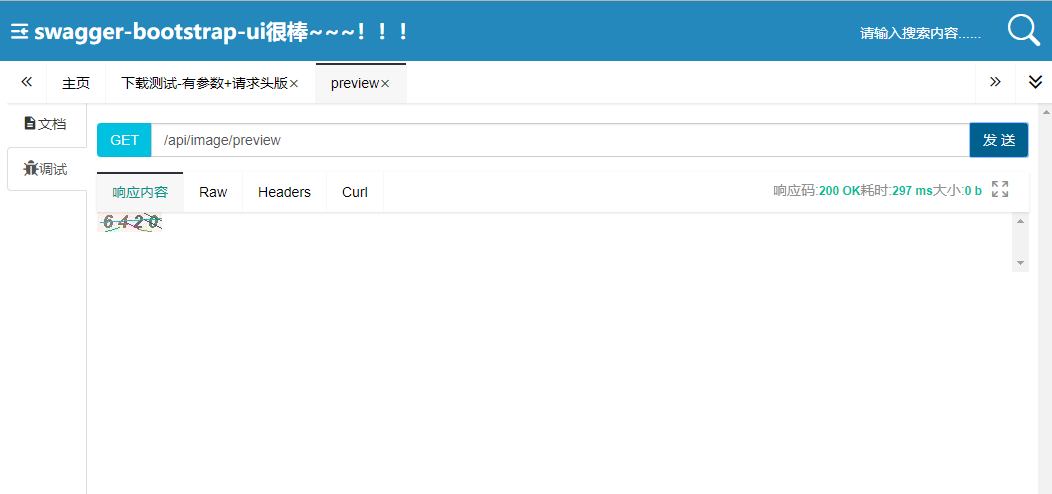 swagger-bootstrap-ui很棒~~~！！！
请输入搜索内容......
主页 下载测试-有参数+请求头版× preview×
文档
调试
GET /api/image/preview 发 送
响应内容 Raw Headers Curl 响应码:200 OK耗时:297 ms大小:0 b
6420